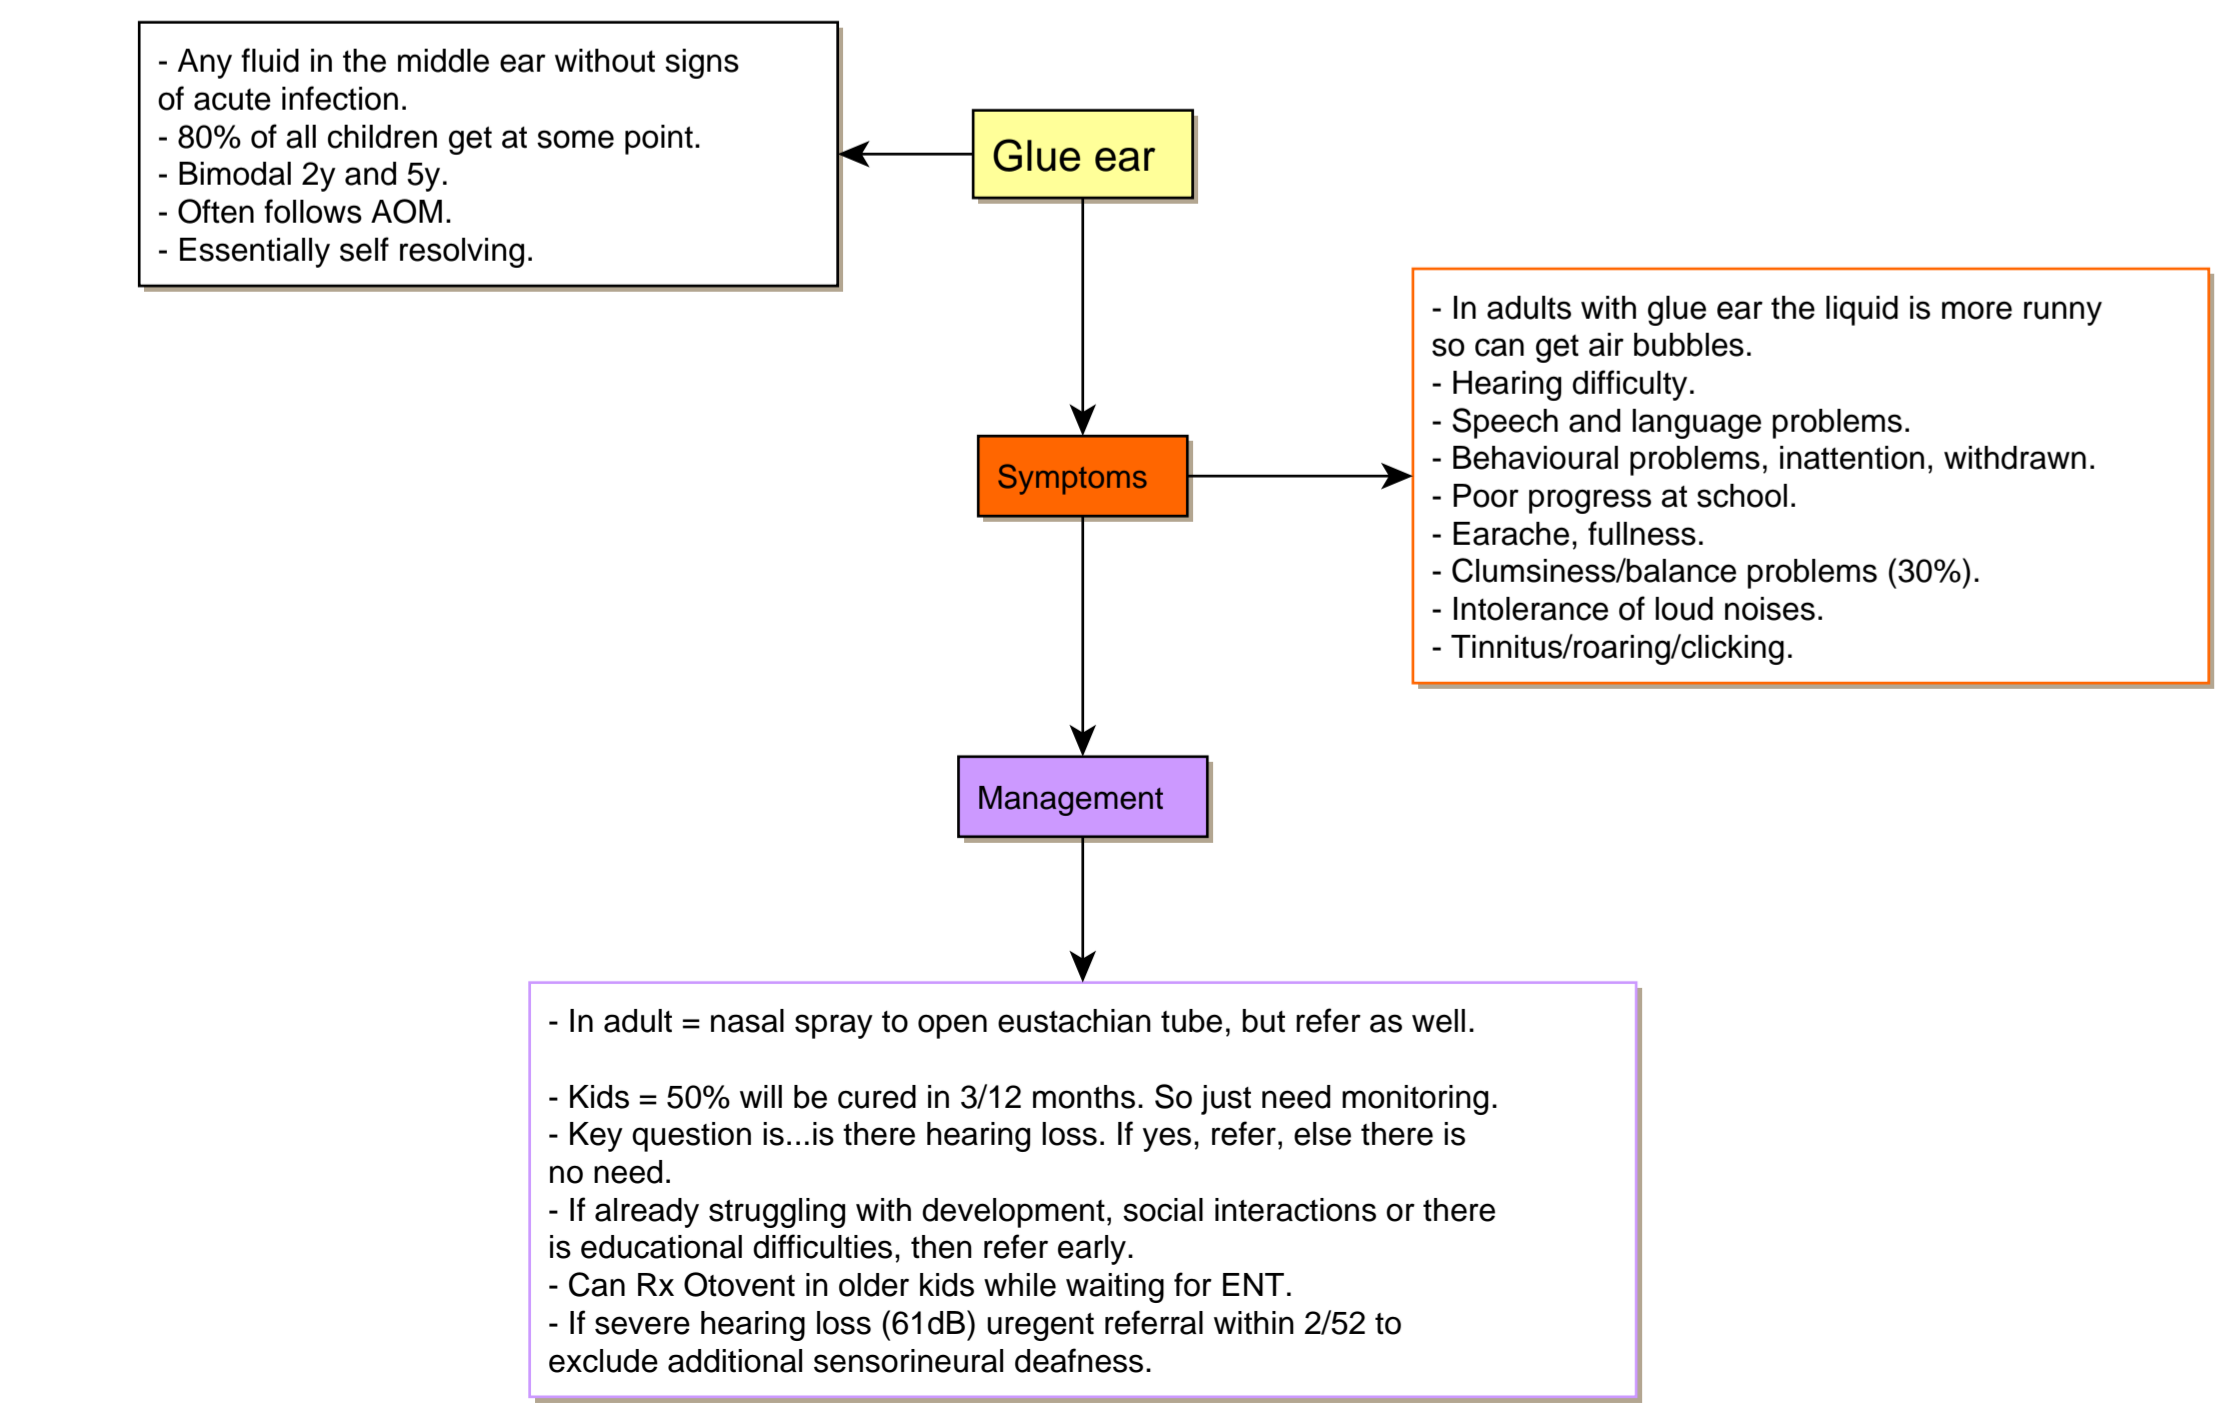 - Any fluid in the middle ear without signs
of acute infection.
- 80% of all children get at some point.
- Bimodal 2y and 5y.
- Often follows AOM.
- Essentially self resolving.
Glue ear
- In adults with glue ear the liquid is more runny
so can get air bubbles.
- Hearing difficulty.
- Speech and language problems.
- Behavioural problems, inattention, withdrawn.
- Poor progress at school.
- Earache, fullness.
- Clumsiness/balance problems (30%).
- Intolerance of loud noises.
- Tinnitus/roaring/clicking.
Symptoms
Management
- In adult = nasal spray to open eustachian tube, but refer as well.
- Kids = 50% will be cured in 3/12 months. So just need monitoring.
- Key question is...is there hearing loss. If yes, refer, else there is
no need.
- If already struggling with development, social interactions or there
is educational difficulties, then refer early.
- Can Rx Otovent in older kids while waiting for ENT.
- If severe hearing loss (61dB) uregent referral within 2/52 to
exclude additional sensorineural deafness.